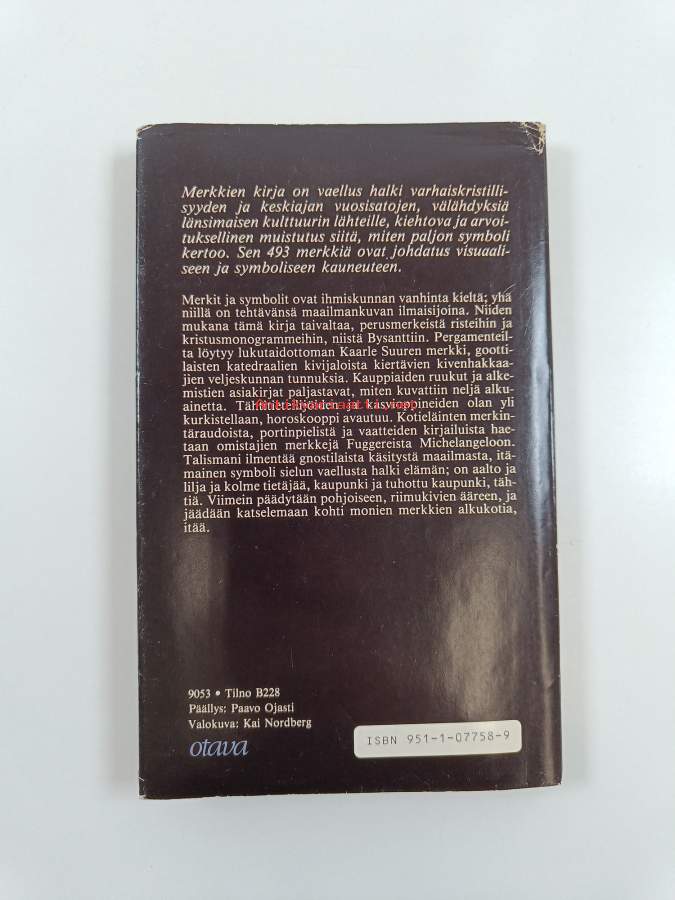 Merkkien kirja on vaellus halki varhaiskristilli-
syyden ja keskiajan vuosisatojen, välähdyksiä
länsimaisen kulttuurin lähteille, kiehtova ja arvoi-
tuksellinen muistutus siitä, miten paljon symboli
kertoo. Sen 493 merkkiä ovat johdatus visuaali-
seen ja symboliseen kauneuteen.
Merkit ja symbolit ovat ihmiskunnan vanhinta kieltä; yhä
niillä on tehtävänsä maailmankuvan ilmaisijoina. Niiden
mukana tämä kirja taivaltaa, perusmerkeistä risteihin ja
kristusmonogrammeihin, niistä Bysanttiin. Pergamenteil-
ta löytyy lukutaidottoman Kaarle Suuren merkki, gootti-
laisten katedraalien kivijaloista kiertävien kivenhakkaa-
jien veljeskunnan tunnuksia. Kauppiaiden ruukut ja alke-
mistien asiakirjat paljastavat, miten kuvattiin neljä alku-
ainetta. Tähtientutkijoiden ja kasvioppineiden olan yli
kurkistellaan, horoskooppi avautuu. Kotieläinten merkin-
täraudoista, portinpielistä ja vaatteiden kirjailuista hae-
taan omistajien merkkejä Fuggereista Michelangeloon.
Talismani ilmentää gnostilaista käsitystä maailmasta, itä-
mainen symboli sielun vaellusta halki elämän; on aalto ja
lilja ja kolme tietäjää, kaupunki ja tuhottu kaupunki, täh-
tiä. Viimein päädytään pohjoiseen, riimukivien ääreen, ja
jäädään katselemaan kohti monien merkkien alkukotia,
itää.
9053 • Tilno B228
Päällys: Paavo Ojasti
Valokuva: Kai Nordberg
otava
ISBN 951-1-07758-9